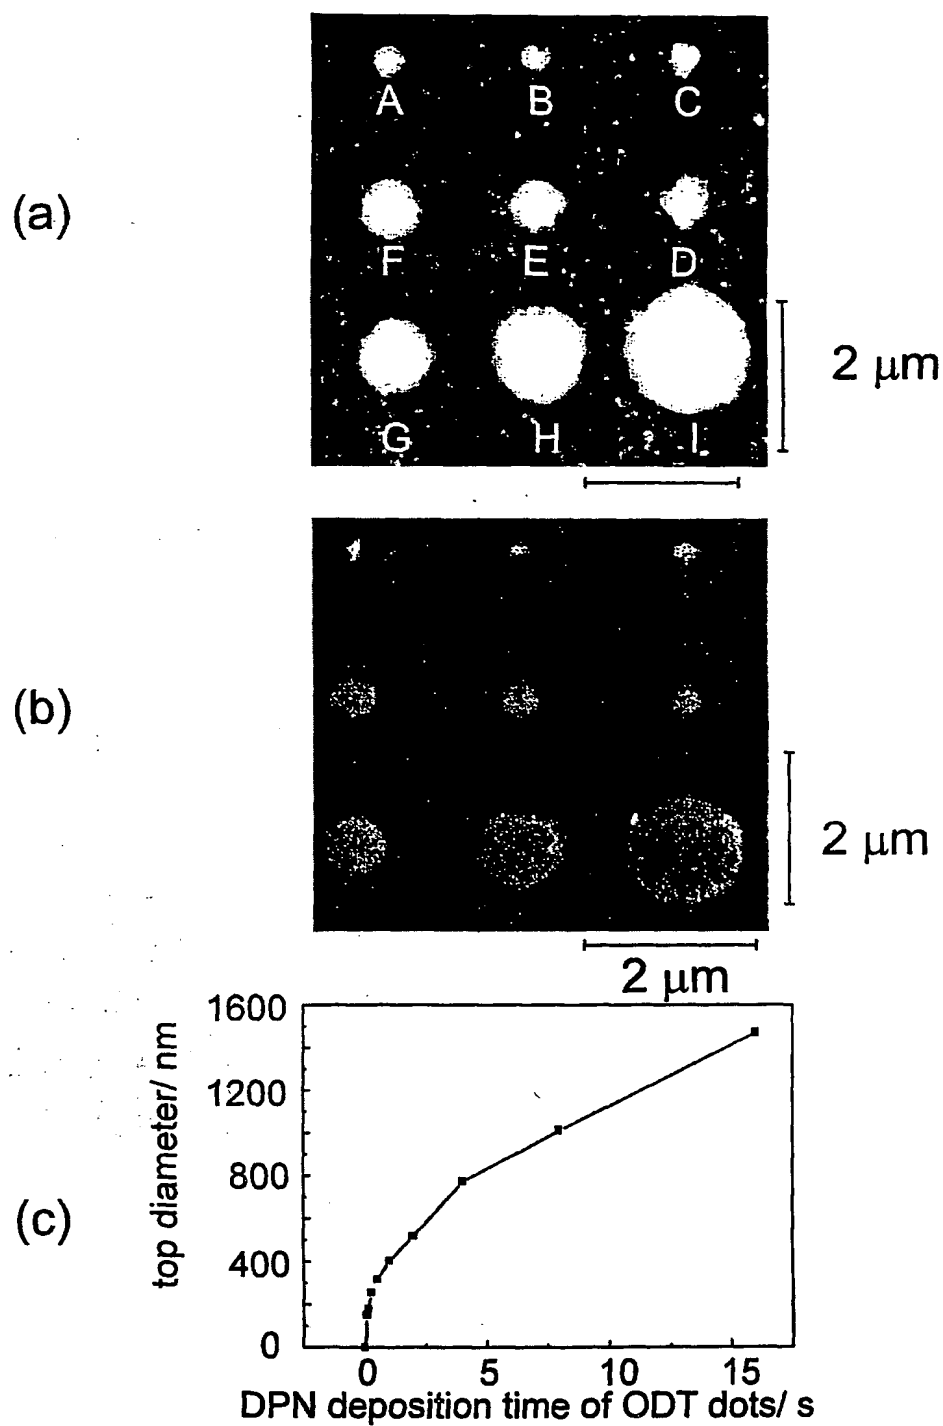 (a)
A B C
F E D
G H I
2 μm
(b)
2 μm
2 μm
(c)
top diameter/ nm
1600
1200
800
400
0
0 5 10 15
DPN deposition time of ODT dots/ s